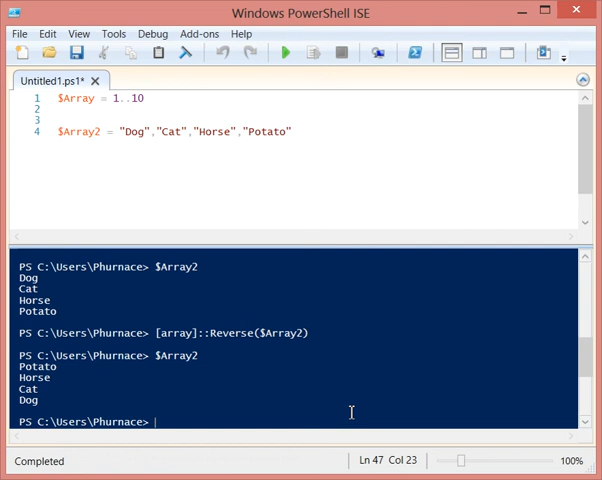 Windows PowerShell ISE
File Edit View Tools Debug Add-ons Help
Untitled1.ps1*
1 $Array = 1..10
2
3
4 $Array2 = "Dog","Cat","Horse","Potato"
PS C:\Users\Phurnace> $Array2
Dog
Cat
Horse
Potato
PS C:\Users\Phurnace> [array]::Reverse($Array2)
PS C:\Users\Phurnace> $Array2
Potato
Horse
Cat
Dog
PS C:\Users\Phurnace>
Completed Ln 47 Col 23 100%